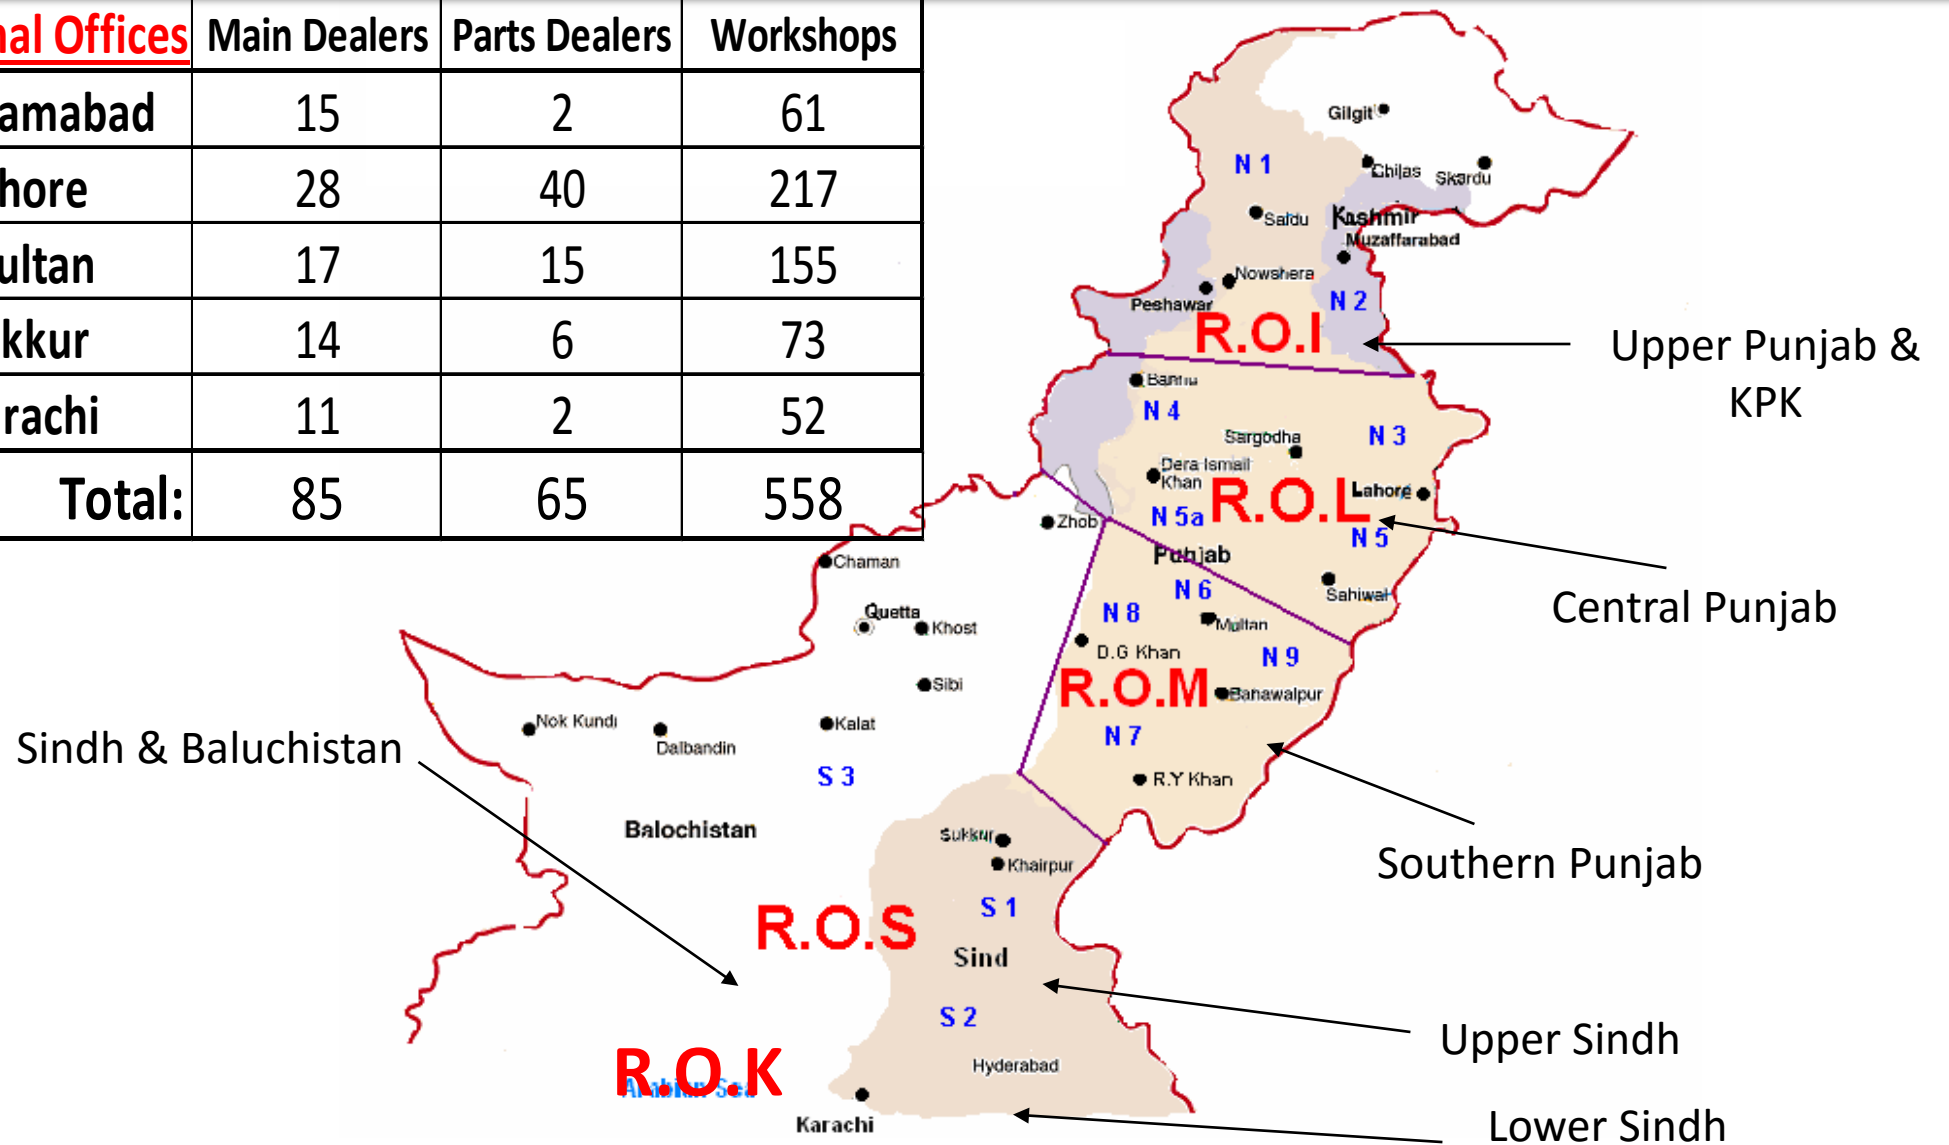 nal Offices Main Dealers Parts Dealers Workshops
amabad 15 2 61
hore 28 40 217
ultan 17 15 155
kkur 14 6 73
rachi 11 2 52
Total: 85 65 558
Gilgit
Chilas
Skardu
N 1
Saidu
Kashmir
Muzaffarabad
Nowshera
Peshawar
N 2
R.O.I
Upper Punjab &
KPK
Bannu
N 4
Sargodha
N 3
Dera Ismail
Khan
R.O.L
Lahore
N 5a
N 5
Zhob
Punjab
Chaman
N 6
Sahiwal
Central Punjab
Quetta
Khost
N 8
Multan
D.G Khan
N 9
Sibi
R.O.M
Bahawalpur
Nok Kundi
Dalbandin
Kalat
N 7
Sindh & Baluchistan
S 3
R.Y Khan
Balochistan
Sukkur
Khairpur
Southern Punjab
S 1
R.O.S
Sind
S 2
Upper Sindh
Hyderabad
R.O.K
Arabian Sea
Karachi
Lower Sindh